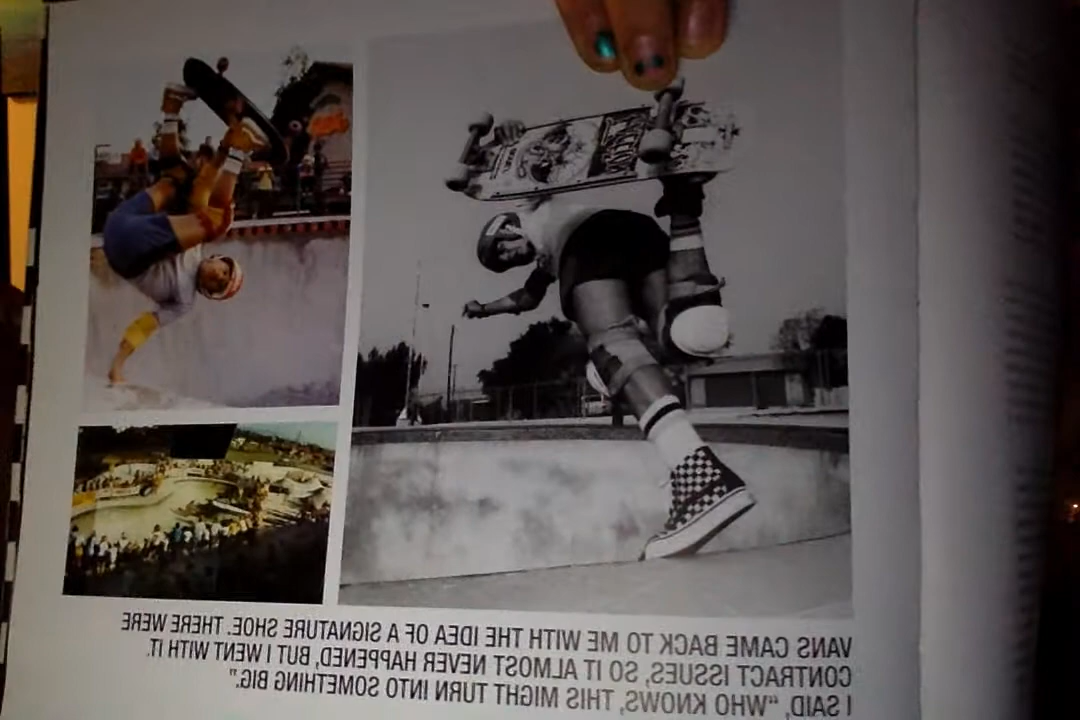 VANS CAME BACK TO ME WITH THE IDEA OF A SIGNATURE SHOE. THERE WERE
CONTRACT ISSUES, SO IT ALMOST NEVER HAPPENED, BUT I WENT WITH IT.
I SAID, "WHO KNOWS, THIS MIGHT TURN INTO SOMETHING BIG."